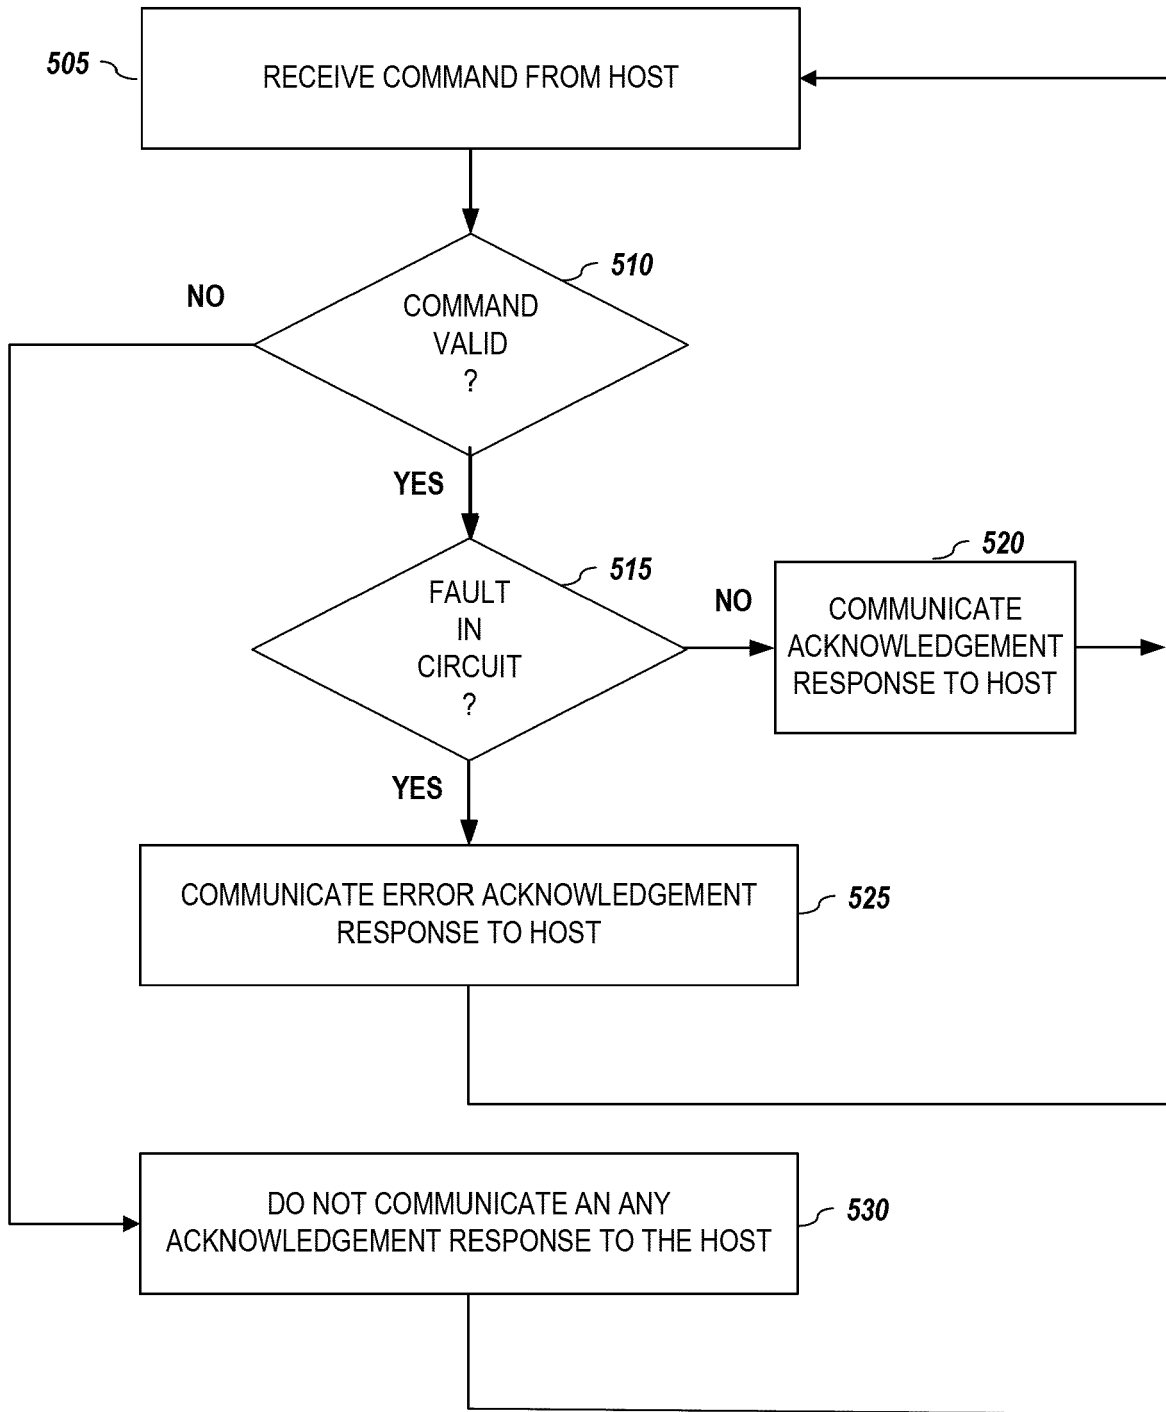 505
RECEIVE COMMAND FROM HOST
510
NO
COMMAND
VALID
?
YES
515
520
FAULT
IN
CIRCUIT
?
NO
COMMUNICATE
ACKNOWLEDGEMENT
RESPONSE TO HOST
YES
COMMUNICATE ERROR ACKNOWLEDGEMENT
RESPONSE TO HOST
525
DO NOT COMMUNICATE AN ANY
ACKNOWLEDGEMENT RESPONSE TO THE HOST
530